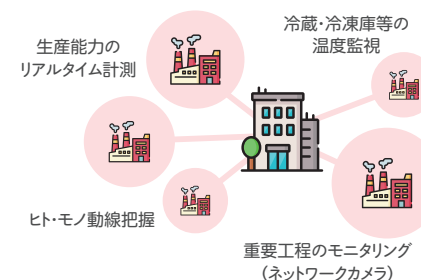 生産能力の
リアルタイム計測
冷蔵・冷凍庫等の
温度監視
ヒト・モノ動線把握
重要工程のモニタリング
(ネットワークカメラ)